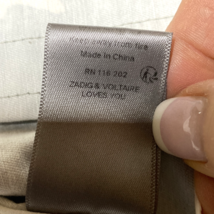 Keep away from fire
Made in China
RN 116 202
ZADIG & VOLTAIRE
LOVES YOU